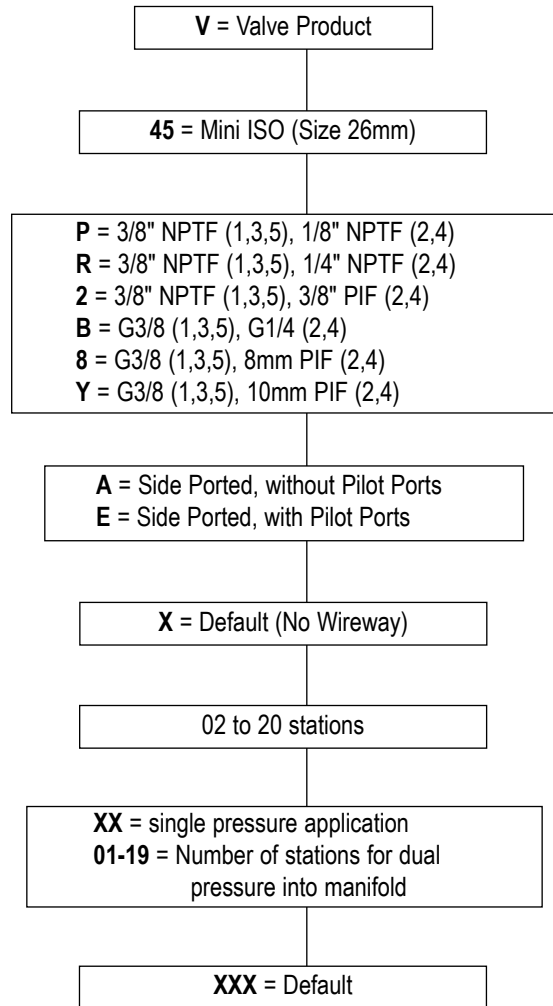 V = Valve Product
45 = Mini ISO (Size 26mm)
P = 3/8" NPTF (1,3,5), 1/8" NPTF (2,4)
R = 3/8" NPTF (1,3,5), 1/4" NPTF (2,4)
2 = 3/8" NPTF (1,3,5), 3/8" PIF (2,4)
B = G3/8 (1,3,5), G1/4 (2,4)
8 = G3/8 (1,3,5), 8mm PIF (2,4)
Y = G3/8 (1,3,5), 10mm PIF (2,4)
A = Side Ported, without Pilot Ports
E = Side Ported, with Pilot Ports
X = Default (No Wireway)
02 to 20 stations
XX = single pressure application
01-19 = Number of stations for dual
pressure into manifold
XXX = Default